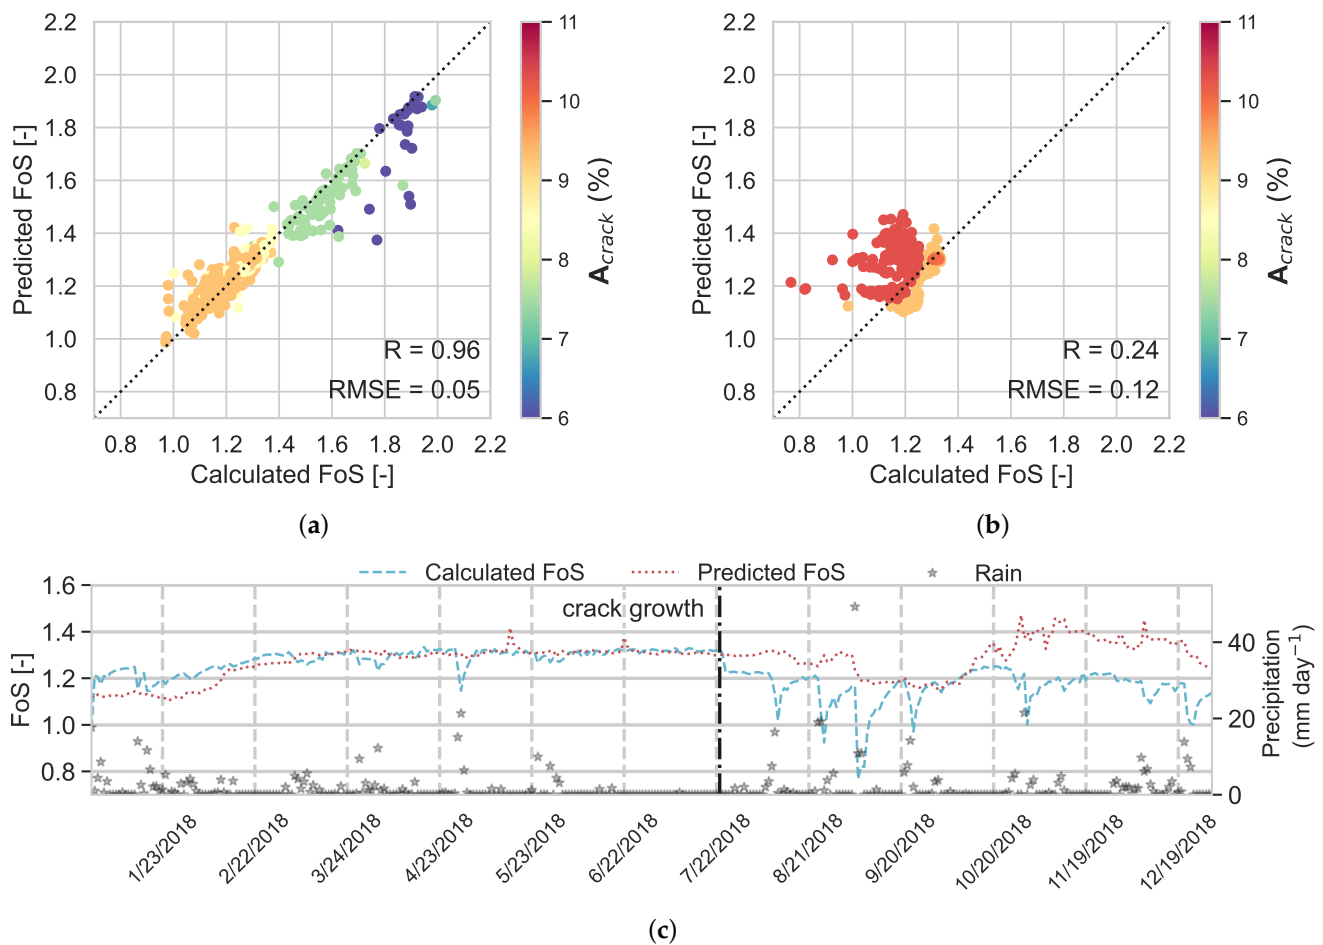 2.2
2.0
1.8
1.6
1.4
1.2
1.0
0.8
Predicted FoS [-]
R = 0.96
RMSE = 0.05
0.8 1.0 1.2 1.4 1.6 1.8 2.0 2.2
Calculated FoS [-]
11
10
9
8
7
6
A crack (%)
(a)
2.2
2.0
1.8
1.6
1.4
1.2
1.0
0.8
Predicted FoS [-]
R = 0.24
RMSE = 0.12
0.8 1.0 1.2 1.4 1.6 1.8 2.0 2.2
Calculated FoS [-]
11
10
9
8
7
6
A crack (%)
(b)
Calculated FoS Predicted FoS Rain
crack growth
1.6
1.4
1.2
1.0
0.8
FoS [-]
40
20
0
Precipitation
(mm day−1)
1/23/2018 2/22/2018 3/24/2018 4/23/2018 5/23/2018 6/22/2018 7/22/2018 8/21/2018 9/20/2018 10/20/2018 11/19/2018 12/19/2018
(c)